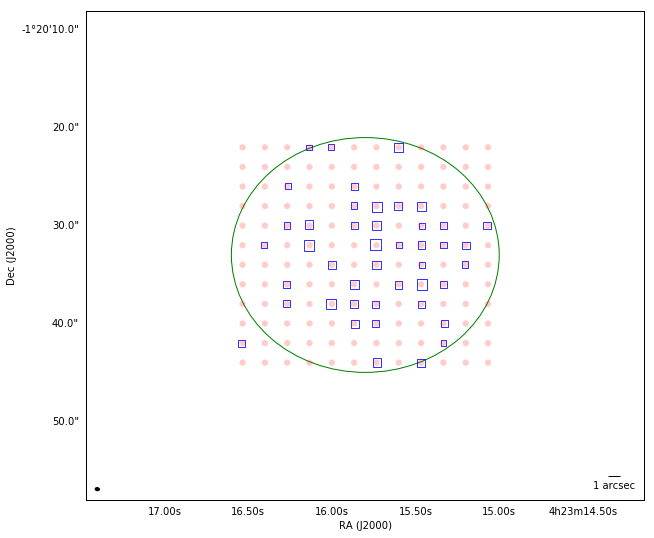 -1°20'10.0"
20.0"
30.0"
40.0"
50.0"
Dec (J2000)
1 arcsec
17.00s 16.50s 16.00s 15.50s 15.00s 4h23m14.50s
RA (J2000)